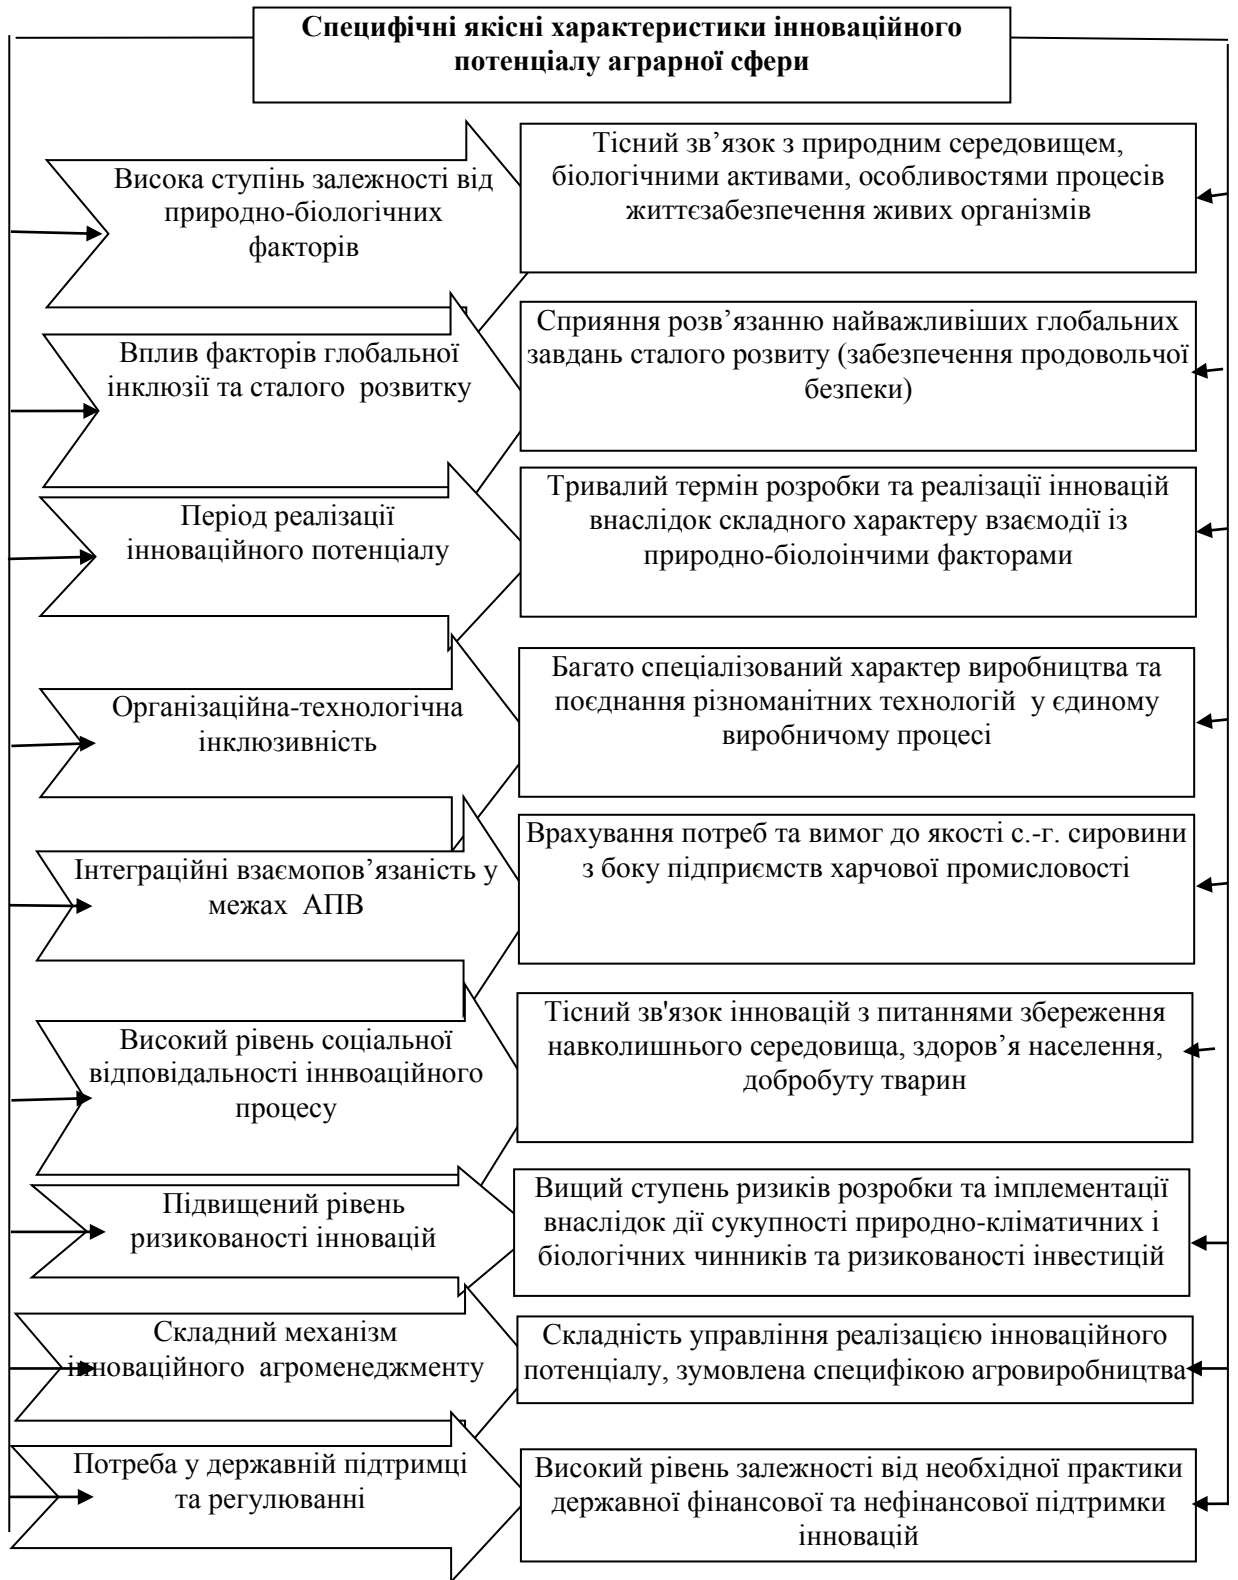 Специфічні якісні характеристики інноваційного
потенціалу аграрної сфери
Висока ступінь залежності від
природно-біологічних
факторів
Тісний зв’язок з природним середовищем,
біологічними активами, особливостями процесів
життєзабезпечення живих організмів
Вплив факторів глобальної
інклюзії та сталого розвитку
Сприяння розв’язанню найважливіших глобальних
завдань сталого розвиту (забезпечення продовольчої
безпеки)
Період реалізації
інноваційного потенціалу
Тривалий термін розробки та реалізації інновацій
внаслідок складного характеру взаємодії із
природно-білоінчими факторами
Організаційна-технологічна
інклюзивність
Багато спеціалізований характер виробництва та
поєднання різноманітних технологій у єдиному
виробничому процесі
Інтеграційні взаємопов’язаність у
межах АПВ
Врахування потреб та вимог до якості с.-г. сировини
з боку підприємств харчової промисловості
Високий рівень соціальної
відповідальності іннвоаційного
процесу
Тісний зв'язок інновацій з питаннями збереження
навколишнього середовища, здоров’я населення,
добробуту тварин
Підвищений рівень
ризикованості інновацій
Вищий ступень ризиків розробки та імплементації
внаслідок дії сукупності природно-кліматичних і
біологічних чинників та ризикованості інвестицій
Складний механізм
інноваційного агроменеджменту
Складність управління реалізацією інноваційного
потенціалу, зумовлена специфікою агровиробництва
Потреба у державній підтримці
та регулюванні
Високий рівень залежності від необхідної практики
державної фінансової та нефінансової підтримки
інновацій